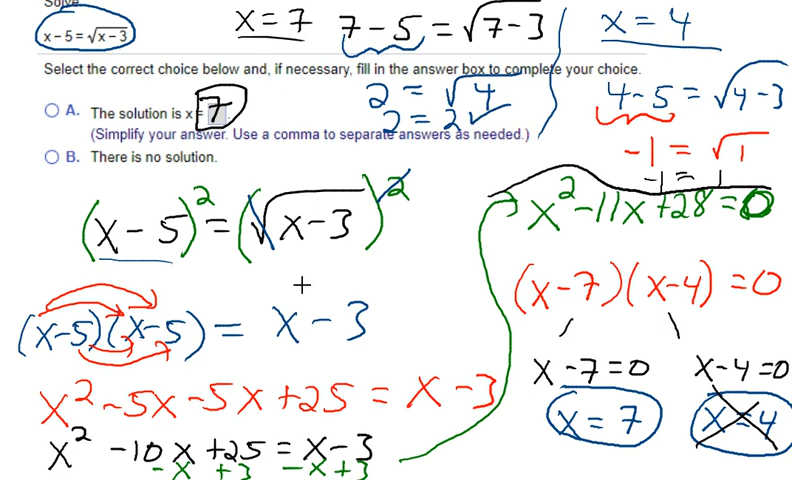 Solve
x - 5 = √x - 3
x = 7
7 - 5 = √7 - 3
x = 4
Select the correct choice below and, if necessary, fill in the answer box to complete your choice.
2 = √4
2 = 2 ✓
4 - 5 = √4 - 3
-1 = √1
-1 = 1
A. The solution is x = 7
(Simplify your answer. Use a comma to separate answers as needed.)
B. There is no solution.
(x - 5)² = (√x - 3)²
(x-5)(x-5) = x - 3
x² - 5x - 5x + 25 = x - 3
x² - 10x + 25 = x - 3
- x + 3 - x + 3
x² - 11x + 28 = 0
(x - 7)(x - 4) = 0
x - 7 = 0
x - 4 = 0
x = 7
x = 4